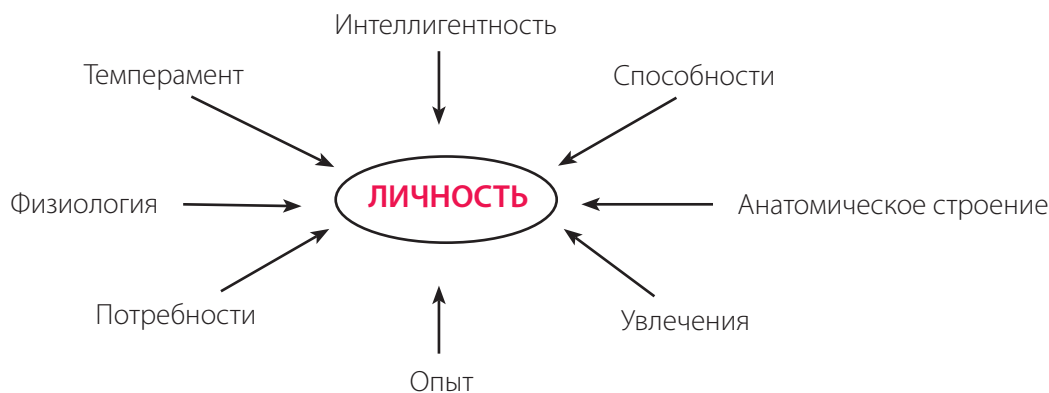 Интеллигентность
Темперамент
Способности
ЛИЧНОСТЬ
Физиология
Анатомическое строение
Потребности
Увлечения
Опыт